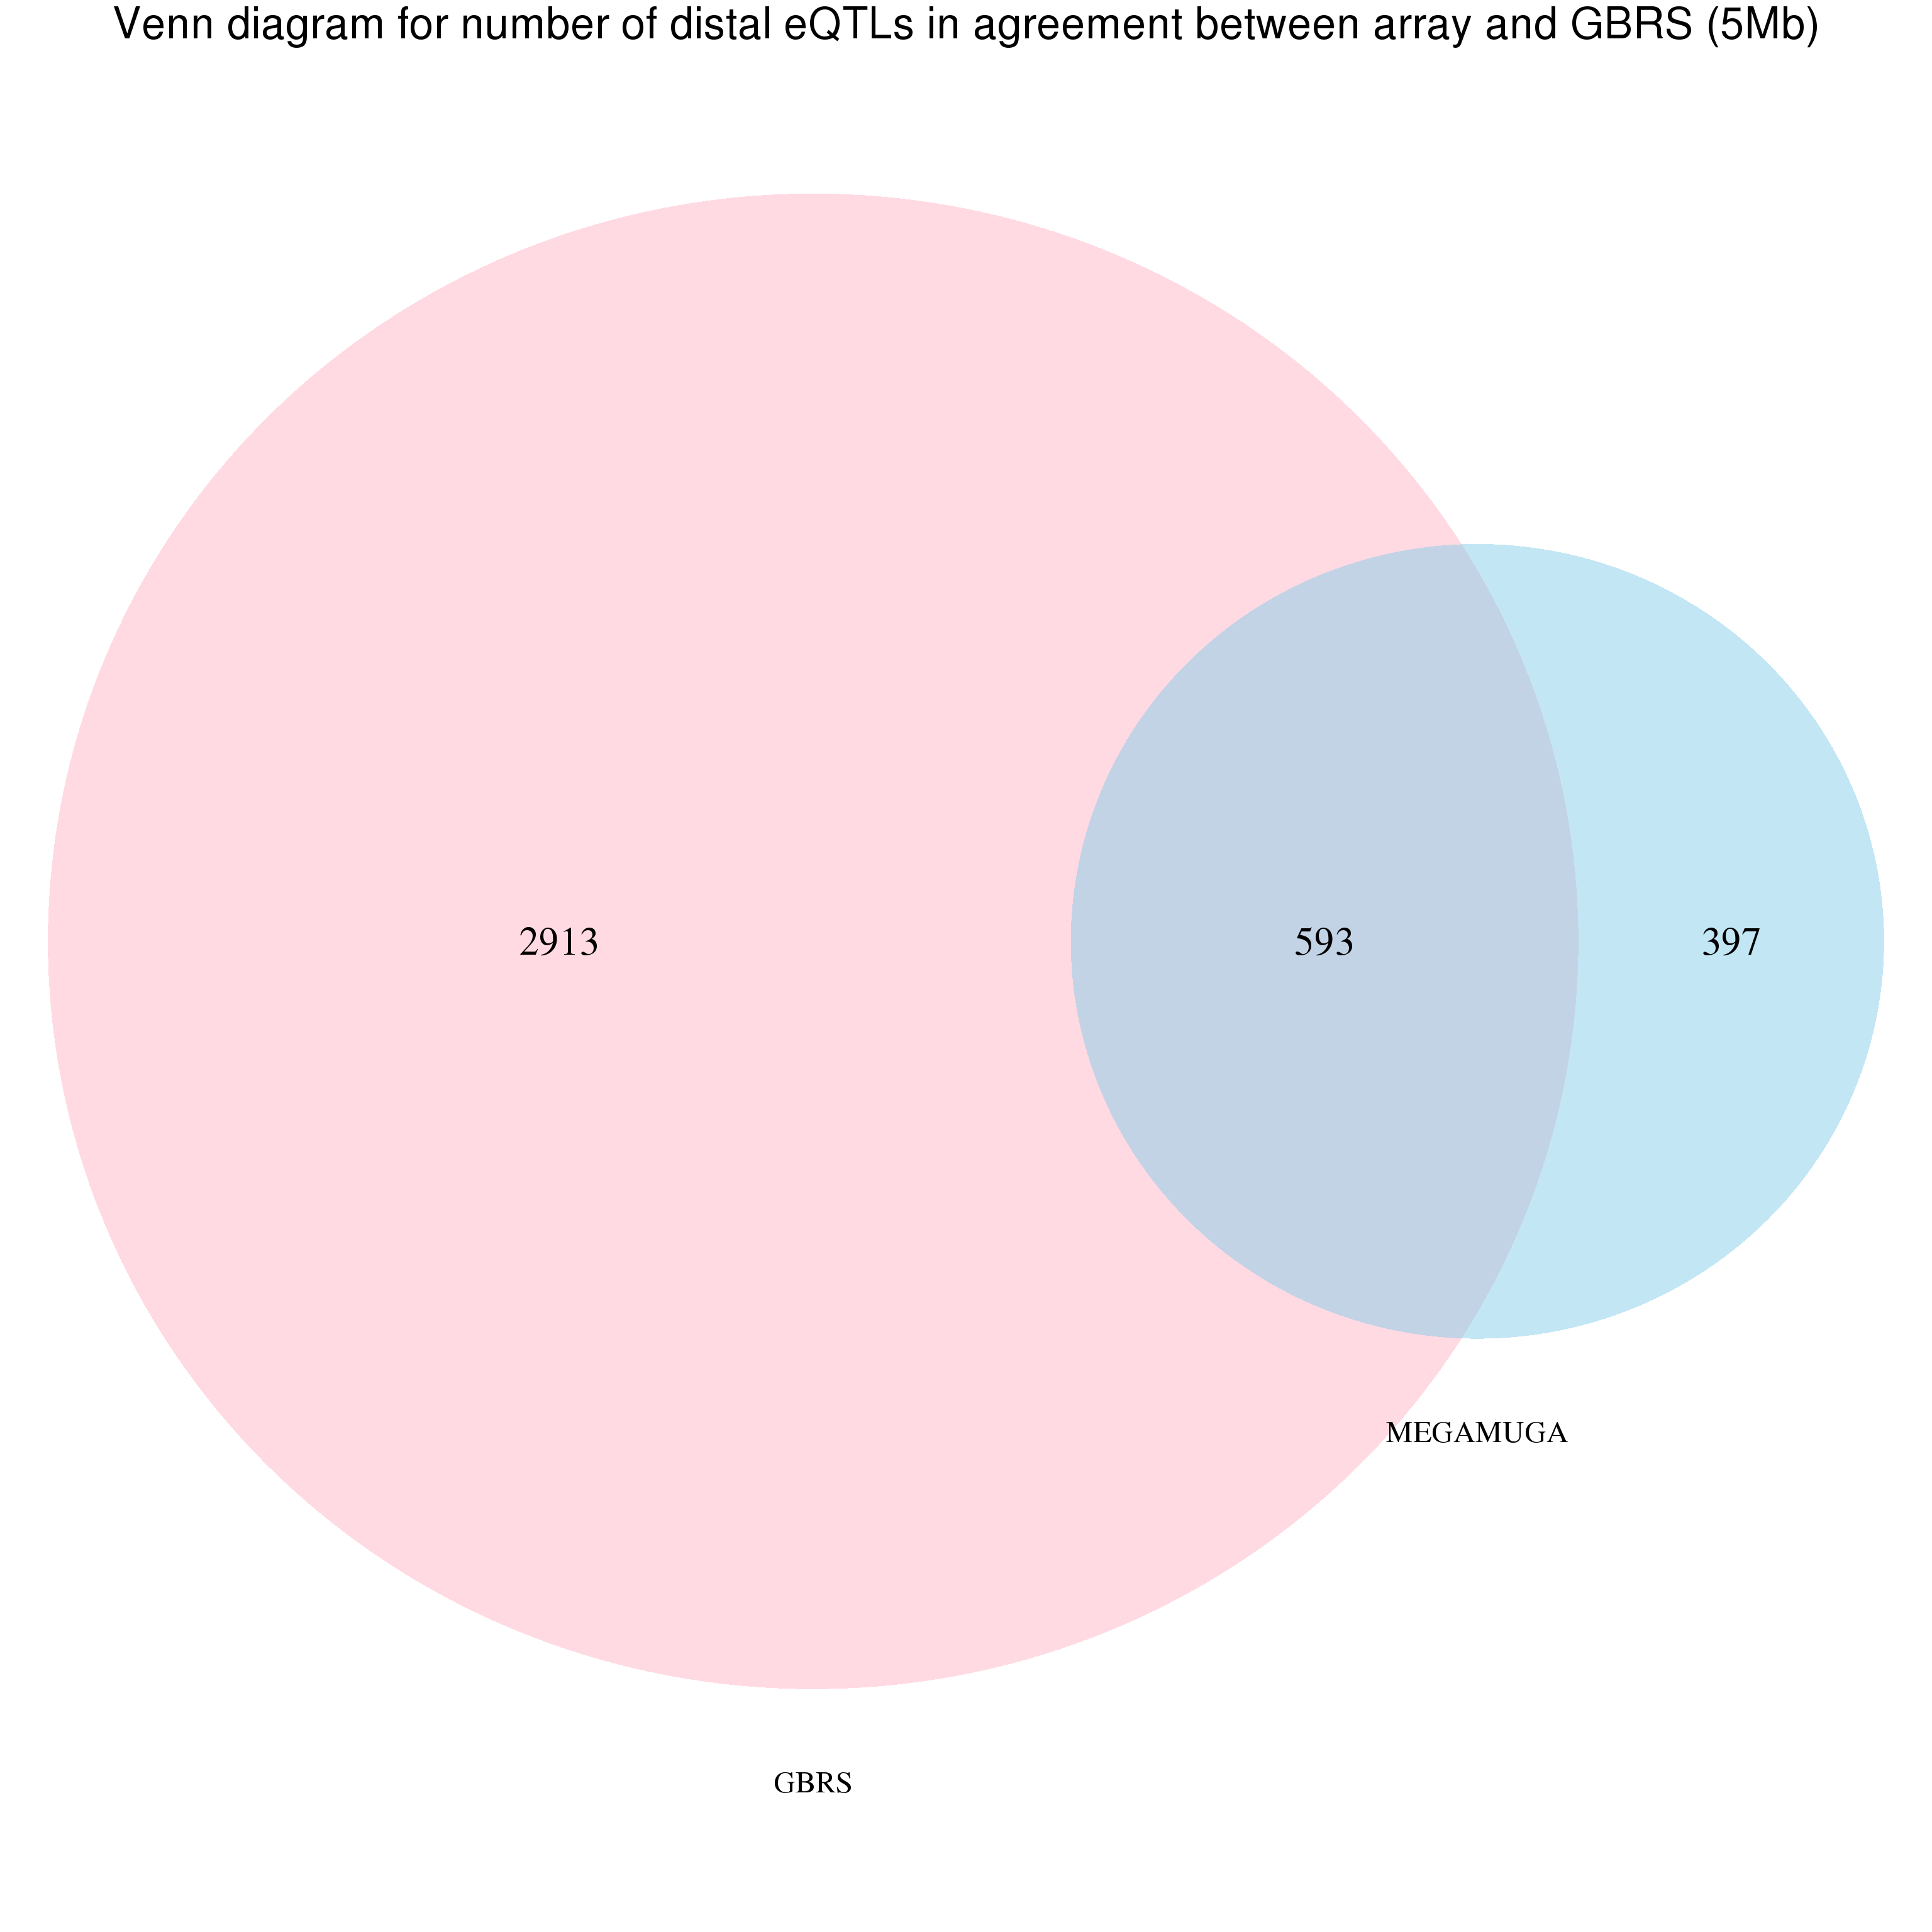 Venn diagram for number of distal eQTLs in agreement between array and GBRS (5Mb)
2913 593 397
MEGAMUGA
GBRS